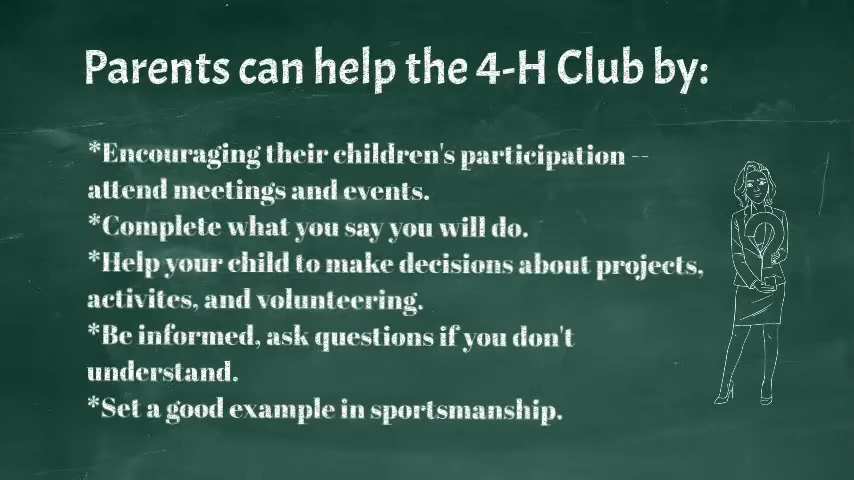 Parents can help the 4-H Club by:
*Encouraging their children's participation --
attend meetings and events.
*Complete what you say you will do.
*Help your child to make decisions about projects,
activites, and volunteering.
*Be informed, ask questions if you don't
understand.
*Set a good example in sportsmanship.